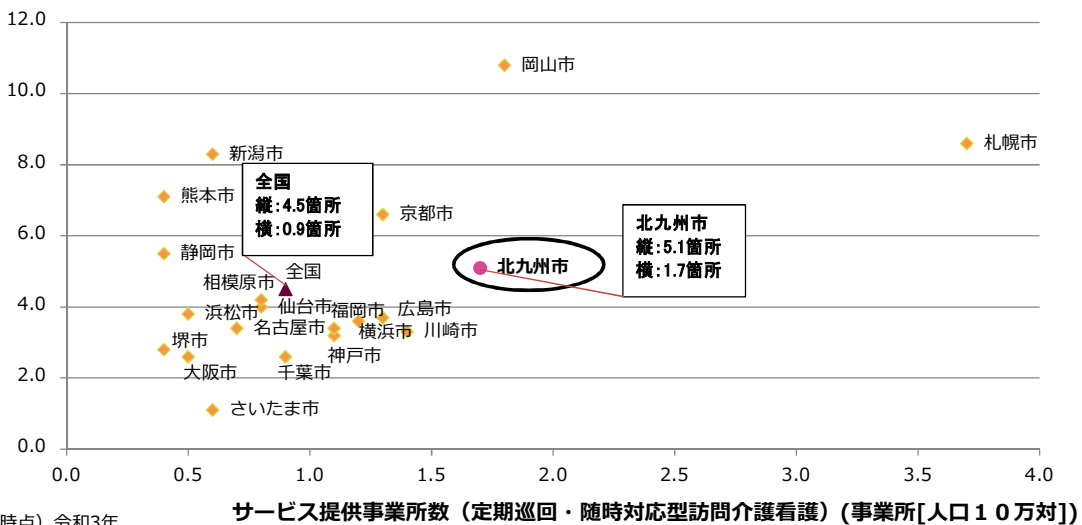 12.0
岡山市
10.0
札幌市
8.0
新潟市
全国
縦:4.5箇所
横:0.9箇所
熊本市
京都市
北九州市
縦:5.1箇所
横:1.7箇所
6.0
静岡市
北九州市
相模原市
全国
4.0
浜松市
仙台市
福岡市
広島市
名古屋市
横浜市
川崎市
堺市
神戸市
2.0
大阪市
千葉市
さいたま市
0.0
0.0 0.5 1.0 1.5 2.0 2.5 3.0 3.5 4.0
時点）令和3年
サービス提供事業所数（定期巡回・随時対応型訪問介護看護）(事業所[人口１０万対])